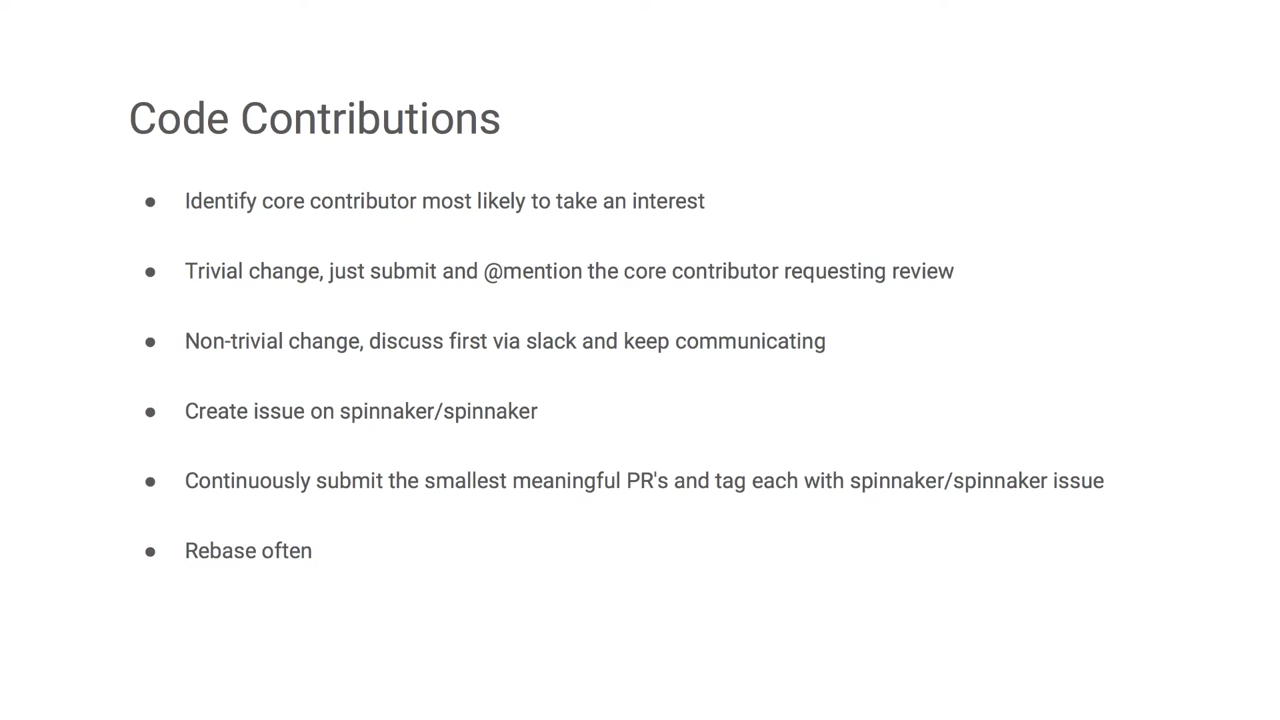 Code Contributions
● Identify core contributor most likely to take an interest
● Trivial change, just submit and @mention the core contributor requesting review
● Non-trivial change, discuss first via slack and keep communicating
● Create issue on spinnaker/spinnaker
● Continuously submit the smallest meaningful PR's and tag each with spinnaker/spinnaker issue
● Rebase often